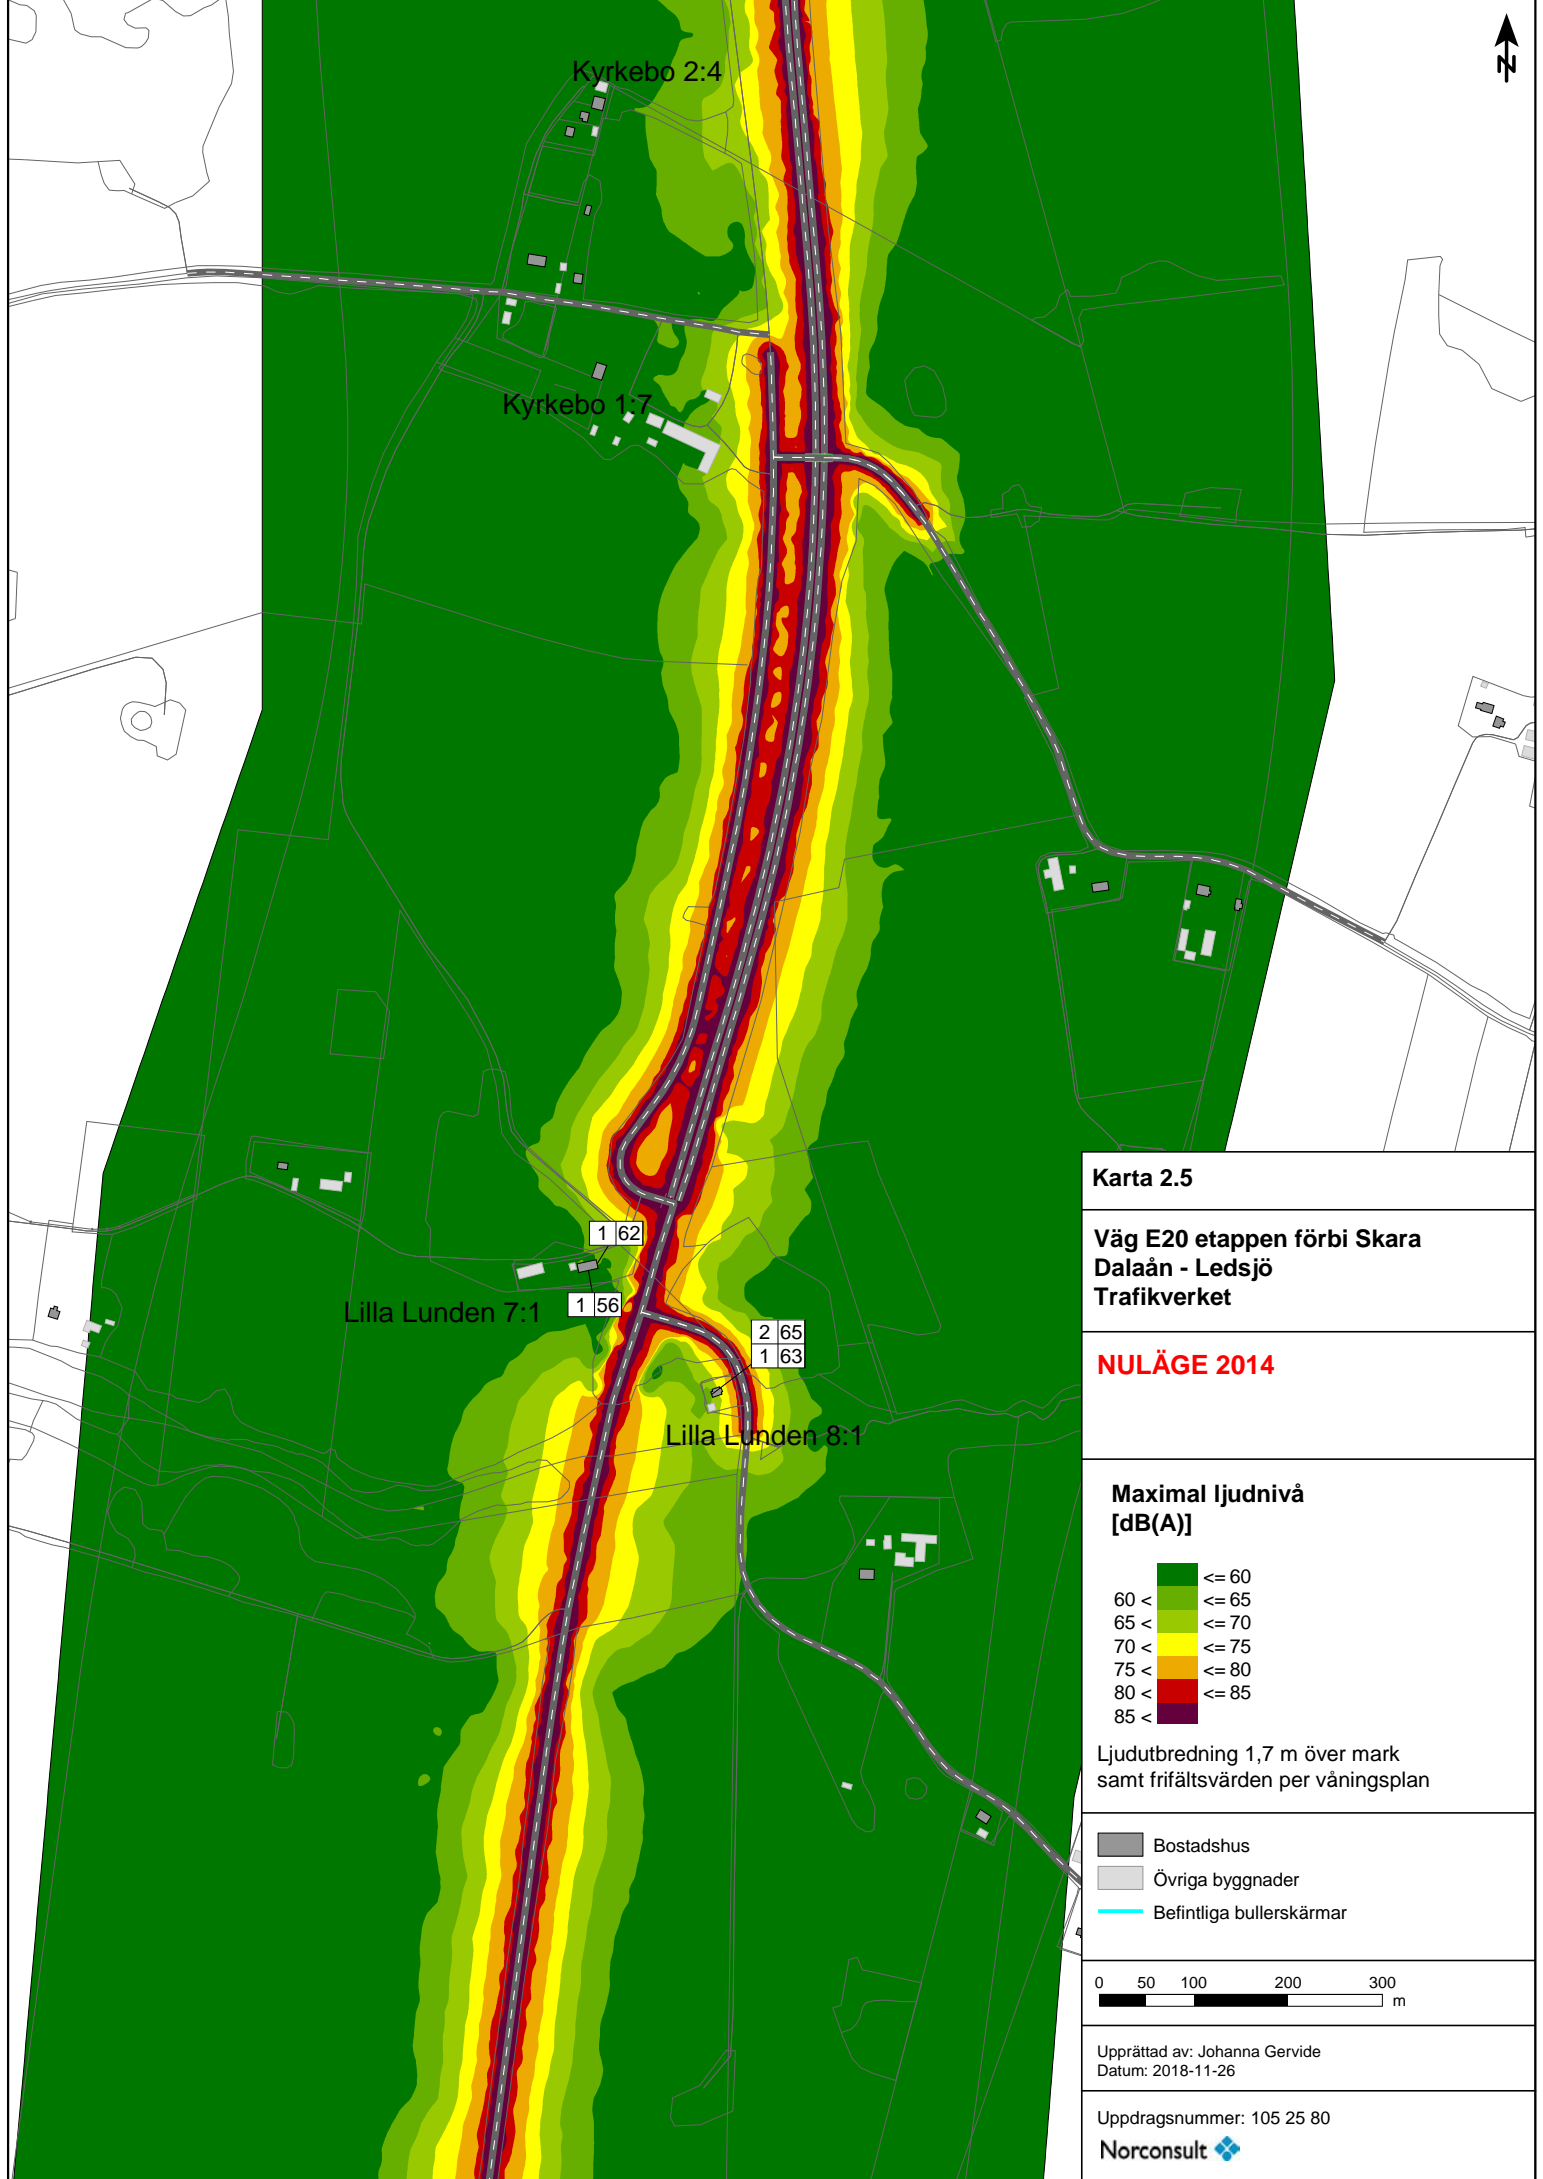 N
Kyrkebo 2:4
Kyrkebo 1:7
1 62
Lilla Lunden 7:1
1 56
2 65
1 63
Lilla Lunden 8:1
Karta 2.5
Väg E20 etappen förbi Skara
Dalaån - Ledsjö
Trafikverket
NULÄGE 2014
Maximal ljudnivå
[dB(A)]
<= 60
60 < <= 65
65 < <= 70
70 < <= 75
75 < <= 80
80 < <= 85
85 <
Ljudutbredning 1,7 m över mark
samt frifältsvärden per våningsplan
Bostadshus
Övriga byggnader
Befintliga bullerskärmar
0 50 100 200 300
m
Upprättad av: Johanna Gervide
Datum: 2018-11-26
Uppdragsnummer: 105 25 80
Norconsult